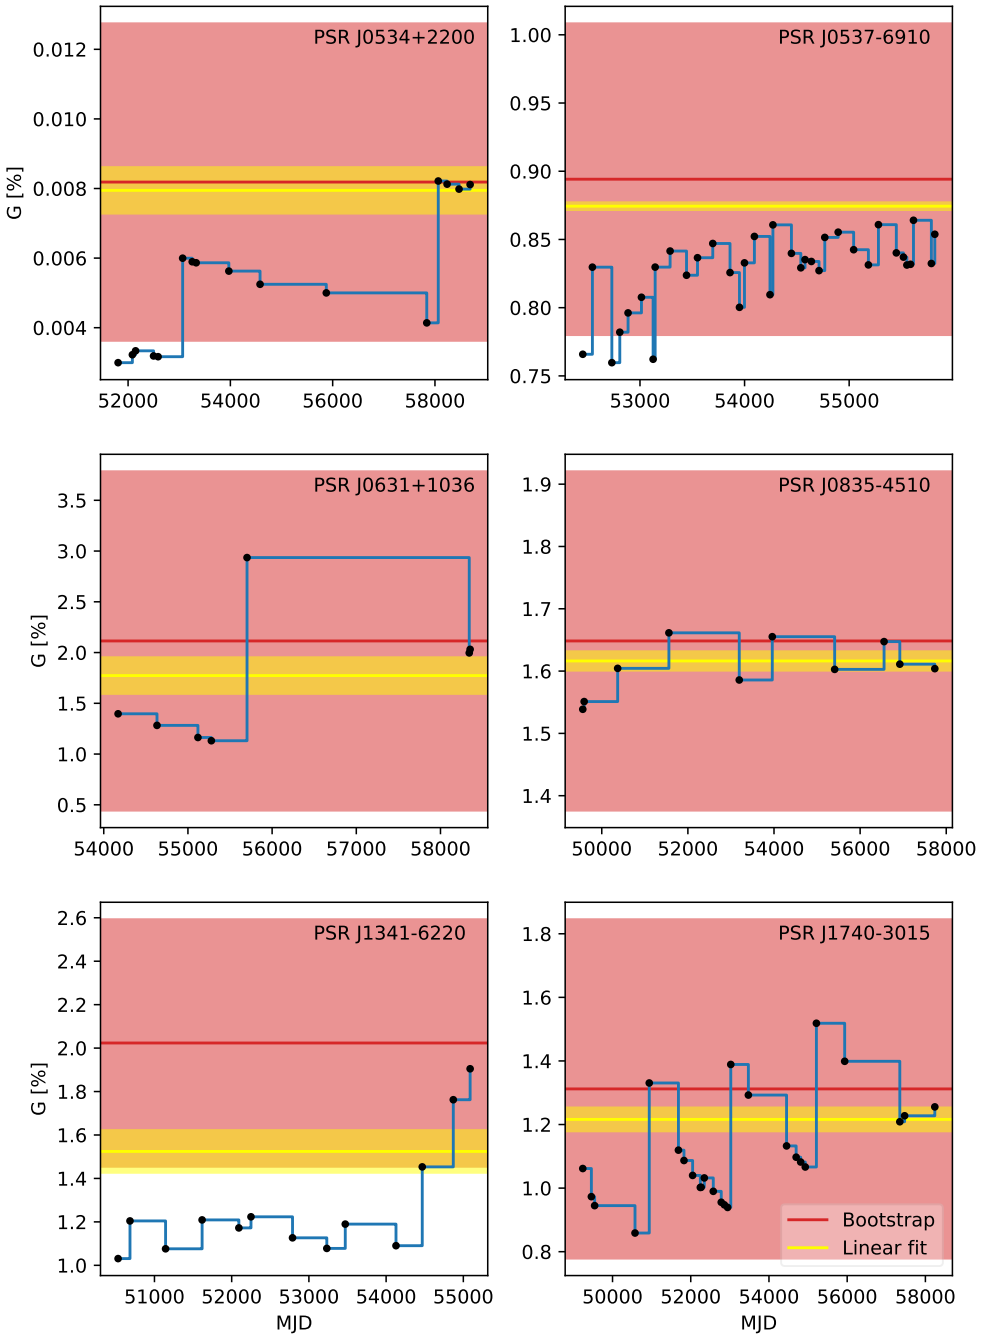 PSR J0534+2200
G [%]
0.012
0.010
0.008
0.006
0.004
52000 54000 56000 58000
PSR J0537-6910
1.00
0.95
0.90
0.85
0.80
0.75
53000 54000 55000
PSR J0631+1036
G [%]
3.5
3.0
2.5
2.0
1.5
1.0
0.5
54000 55000 56000 57000 58000
PSR J0835-4510
1.9
1.8
1.7
1.6
1.5
1.4
50000 52000 54000 56000 58000
PSR J1341-6220
G [%]
2.6
2.4
2.2
2.0
1.8
1.6
1.4
1.2
1.0
51000 52000 53000 54000 55000
MJD
PSR J1740-3015
1.8
1.6
1.4
1.2
1.0
0.8
Bootstrap
Linear fit
50000 52000 54000 56000 58000
MJD